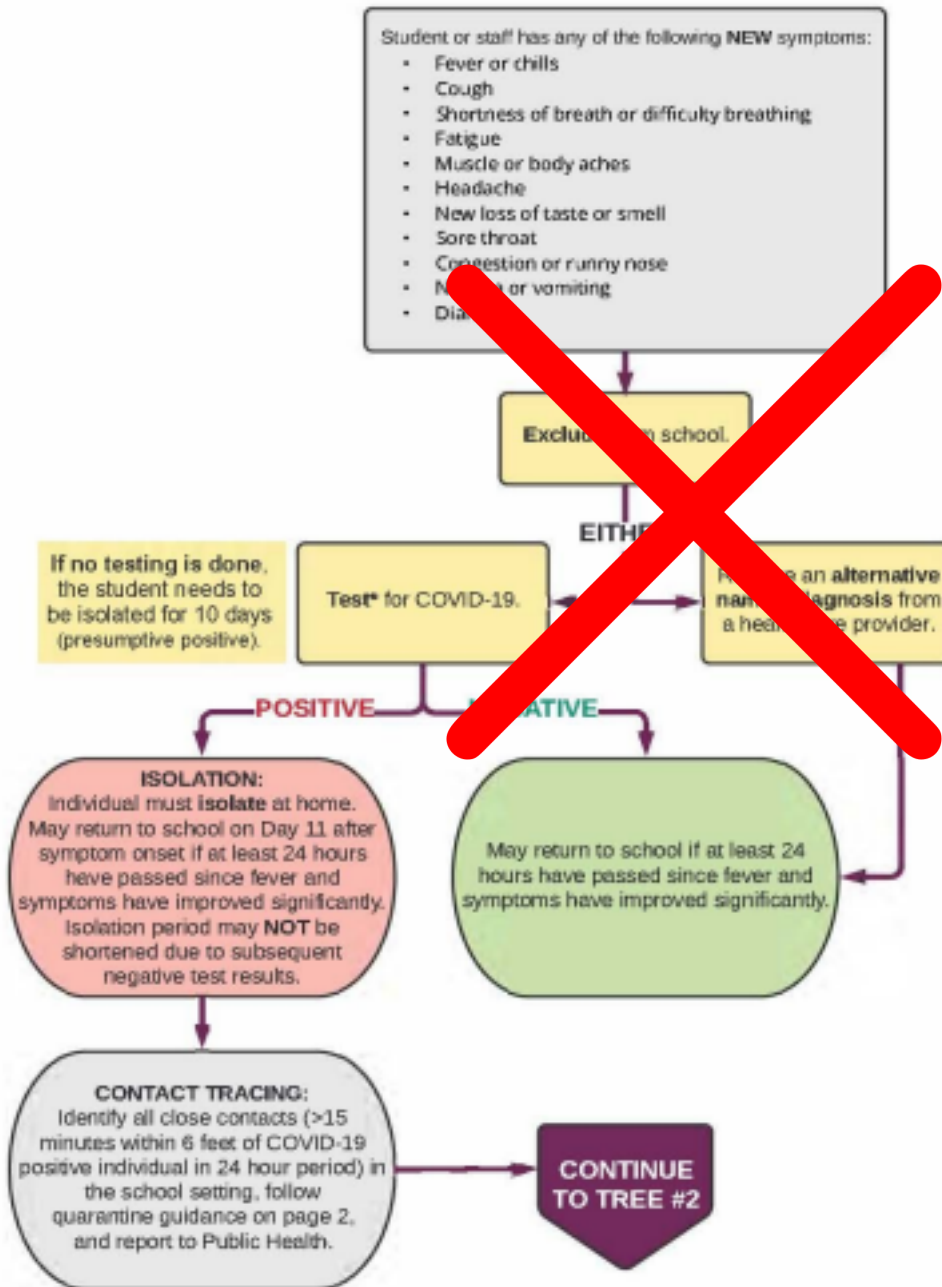 Student or staff has any of the following NEW symptoms:
• Fever or chills
• Cough
• Shortness of breath or difficulty breathing
• Fatigue
• Muscle or body aches
• Headache
• New loss of taste or smell
• Sore throat
• Congestion or runny nose
• or vomiting
•
school.
If no testing is done,
the student needs to
be isolated for 10 days
(presumptive positive).
Test* for COVID-19.
an alternative
from
a provider.
POSITIVE
ISOLATION:
Individual must isolate at home.
May return to school on Day 11 after
symptom onset if at least 24 hours
have passed since fever and
symptoms have improved significantly.
Isolation period may NOT be
shortened due to subsequent
negative test results.
May return to school if at least 24
hours have passed since fever and
symptoms have improved significantly.
CONTACT TRACING:
Identify all close contacts (>15
minutes within 6 feet of COVID-19
positive individual in 24 hour period) in
the school setting, follow
quarantine guidance on page 2,
and report to Public Health.
CONTINUE
TO TREE #2